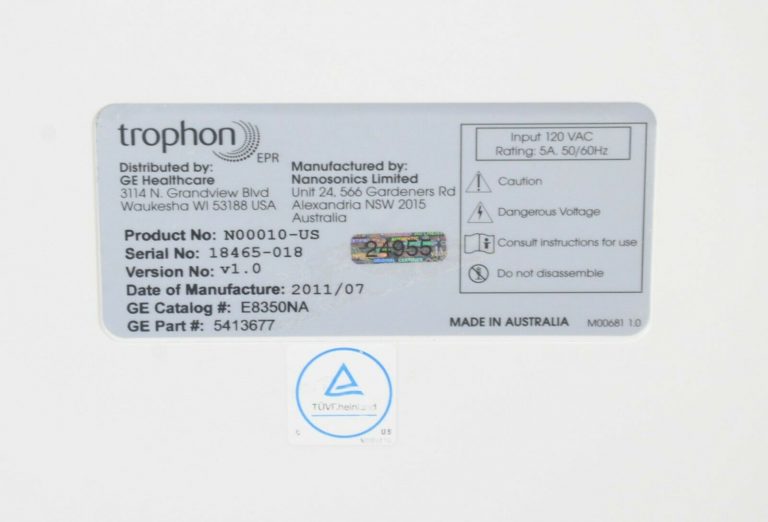 trophon
EPR
Distributed by:
GE Healthcare
3114 N. Grandview Blvd
Waukesha WI 53188 USA
Manufactured by:
Nanosonics Limited
Unit 24, 566 Gardeners Rd
Alexandria NSW 2015
Australia
Product No: N00010-US
Serial No: 18465-018
Version No: v1.0
Date of Manufacture: 2011/07
GE Catalog #: E8350NA
GE Part #: 5413677
24955
Input 120 VAC
Rating: 5A. 50/60Hz
Caution
Dangerous Voltage
Consult instructions for use
Do not disassemble
MADE IN AUSTRALIA
M00681 1.0
TÜVRheinland
C US